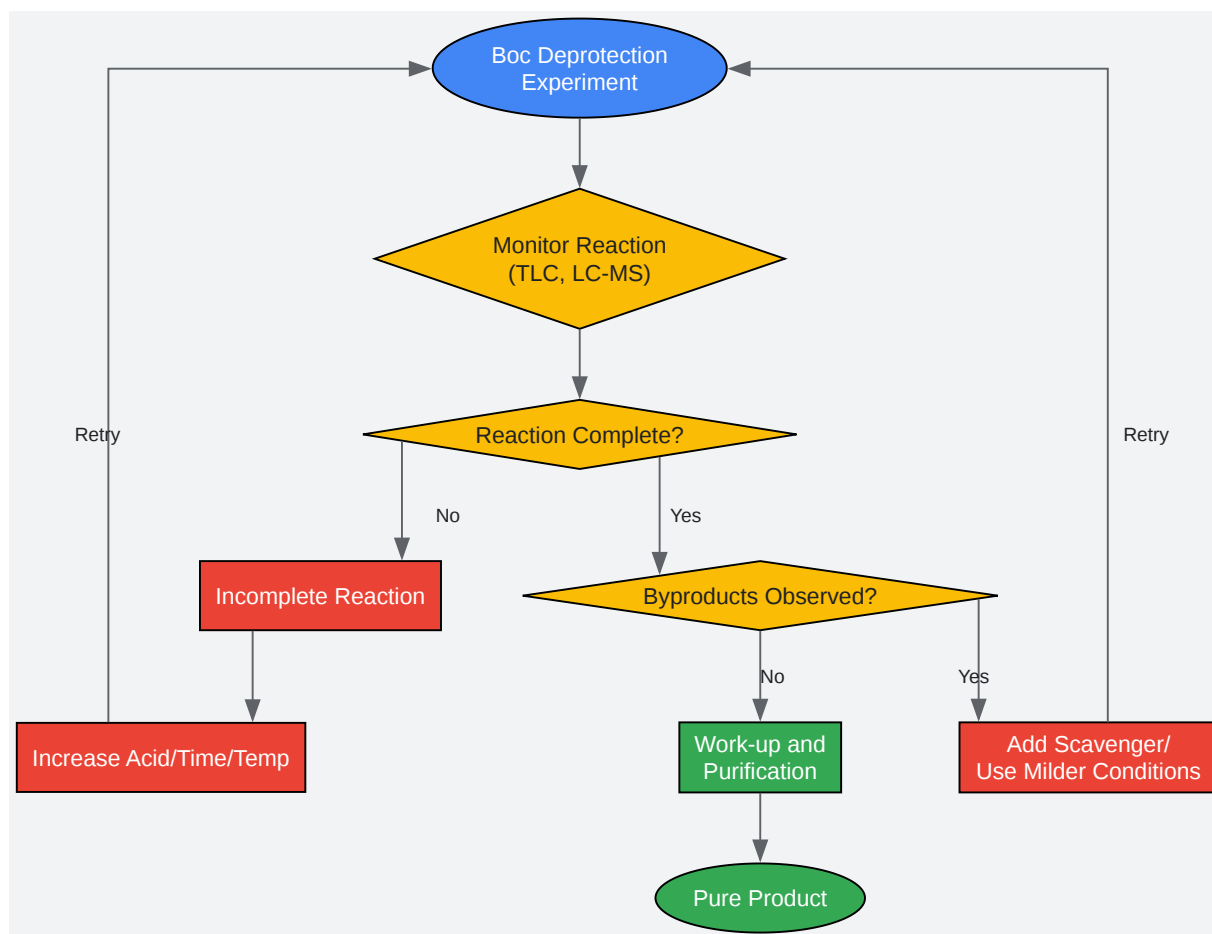 Boc Deprotection
Experiment
Monitor Reaction
(TLC, LC-MS)
Reaction Complete?
Retry
Retry
No
Yes
Incomplete Reaction
Byproducts Observed?
No
Yes
Increase Acid/Time/Temp
Work-up and
Purification
Add Scavenger/
Use Milder Conditions
Pure Product